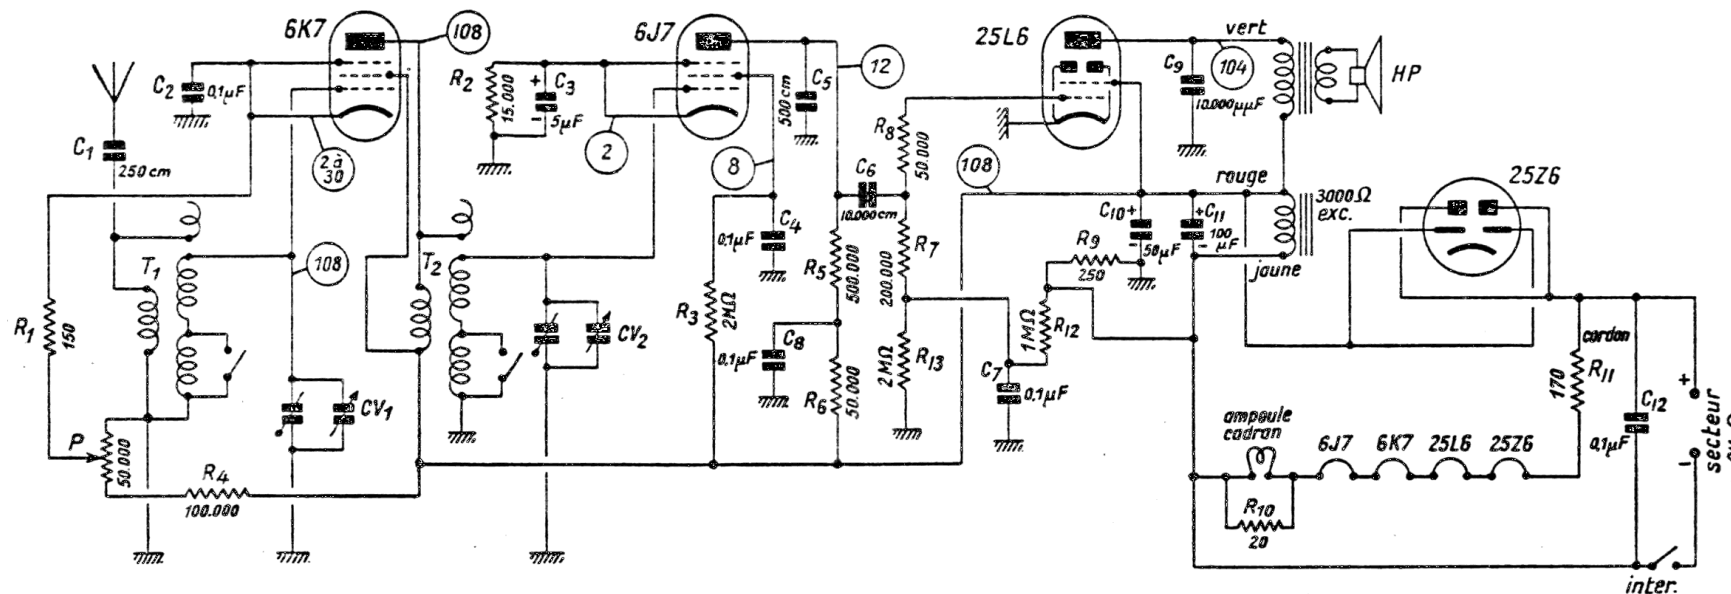 6K7
108
6J7
25L6
vert
12
104
HP
C2
0,1µF
R2
15.000
C3
5µF
C5
500 cm
C9
10.000µµF
C1
250 cm
2 à
30
2
8
R8
50.000
C6
10.000cm
108
rouge
25Z6
3000Ω
exc.
C4
0,1µF
C10
50µF
C11
100
µF
R9
250
jaune
T1
108
T2
R5
500.000
R7
200.000
R1
150
CV2
R3
2MΩ
C8
0,1µF
R12
1MΩ
R13
2MΩ
C7
0,1µF
cordon
R11
170
C12
0,1µF
secteur
R6
50.000
CV1
P
50.000
R4
100.000
ampoule
cadran
6J7
6K7
25L6
25Z6
R10
20
inter.